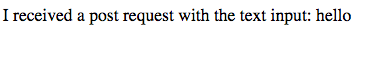 I received a post request with the text input: hello